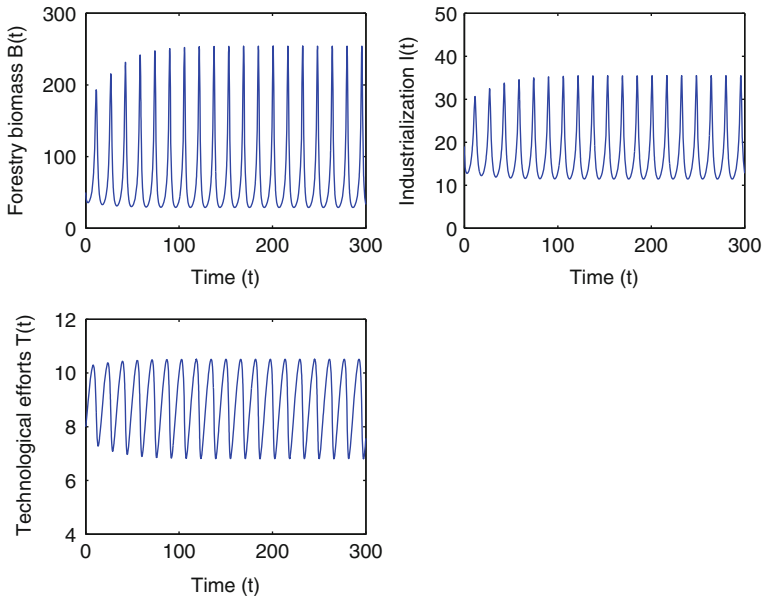 Forestry biomass B(t)
300
200
100
0
0 100 200 300
Time (t)
Industrialization I(t)
50
40
30
20
10
0
0 100 200 300
Time (t)
Technological efforts T(t)
12
10
8
6
4
0 100 200 300
Time (t)